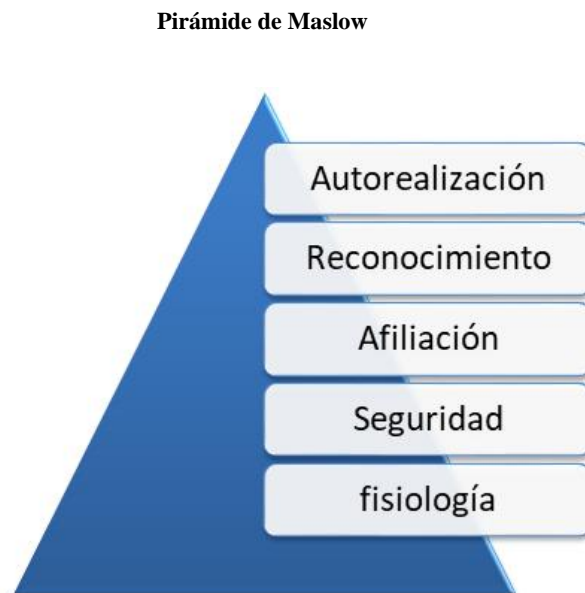 Pirámide de Maslow
Autorealización
Reconocimiento
Afiliación
Seguridad
fisiología